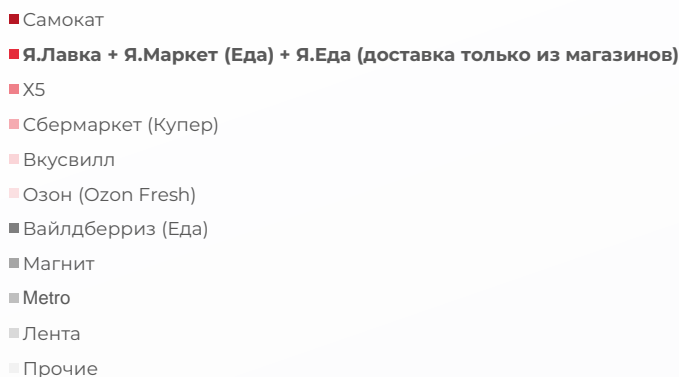 Самокат
Я.Лавка + Я.Маркет (Еда) + Я.Еда (доставка только из магазинов)
X5
Сбермаркет (Купер)
Вкусвилл
Озон (Ozon Fresh)
Вайлдберриз (Еда)
Магнит
Metro
Лента
Прочие